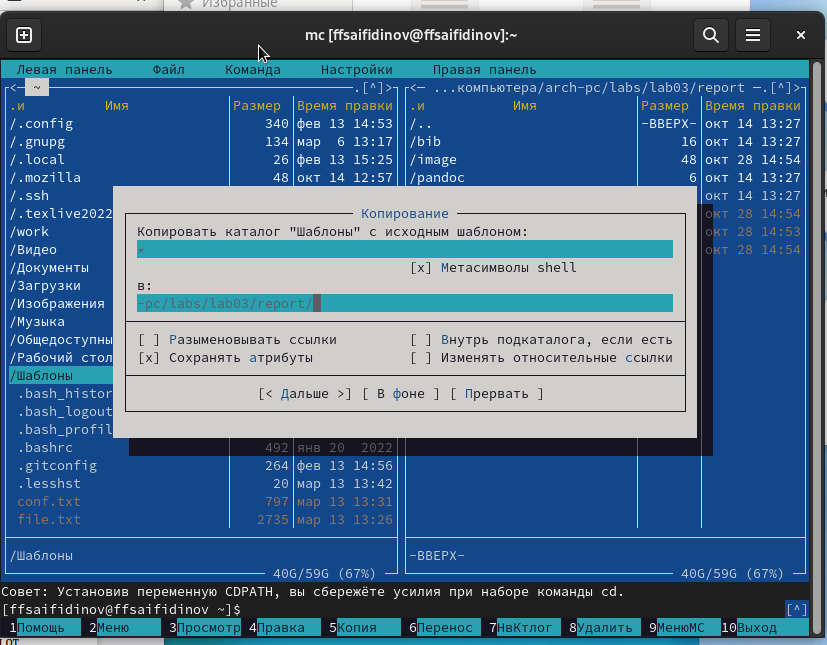 Избранные
mc [ffsaifidinov@ffsaifidinov]:~
Левая панель Файл Команда Настройки Правая панель
<— ~ .[^]> <— ...компьютера/arch-pc/labs/lab03/report —.[^]>
.и Имя Размер Время правки .и Имя Размер Время правки
/.config 340 фев 13 14:53 /.. -ВВЕРХ- окт 14 13:27
/.gnupg 134 мар 6 13:17 /bib 16 окт 14 13:27
/.local 26 фев 13 15:25 /image 48 окт 28 14:54
/.mozilla 48 окт 14 12:57 /pandoc 6 окт 14 13:27
/.ssh окт 14 13:27
/.texlive2022 окт 28 14:54
/work окт 28 14:53
/Видео окт 28 14:54
/Документы
/Загрузки
/Изображения
/Музыка
/Общедоступны
/Рабочий стол
/Шаблоны
.bash_histor
.bash_logout
.bash_profil
.bashrc 492 янв 20 2022
.gitconfig 264 фев 13 14:56
.lesshst 20 мар 13 13:42
conf.txt 797 мар 13 13:31
file.txt 2735 мар 13 13:26
Копирование
Копировать каталог "Шаблоны" с исходным шаблоном:
*
[x] Метасимволы shell
в:
-pc/labs/lab03/report/
[ ] Разыменовывать ссылки [ ] Внутрь подкаталога, если есть
[x] Сохранять атрибуты [ ] Изменять относительные ссылки
[< Дальше >] [ В фоне ] [ Прервать ]
/Шаблоны -ВВЕРХ-
40G/59G (67%) 40G/59G (67%)
Совет: Установив переменную CDPATH, вы сбережёте усилия при наборе команды cd.
[ffsaifidinov@ffsaifidinov ~]$ [^]
1Помощь 2Меню 3Просмотр 4Правка 5Копия 6Перенос 7НвКтлог 8Удалить 9МенюМС 10Выход